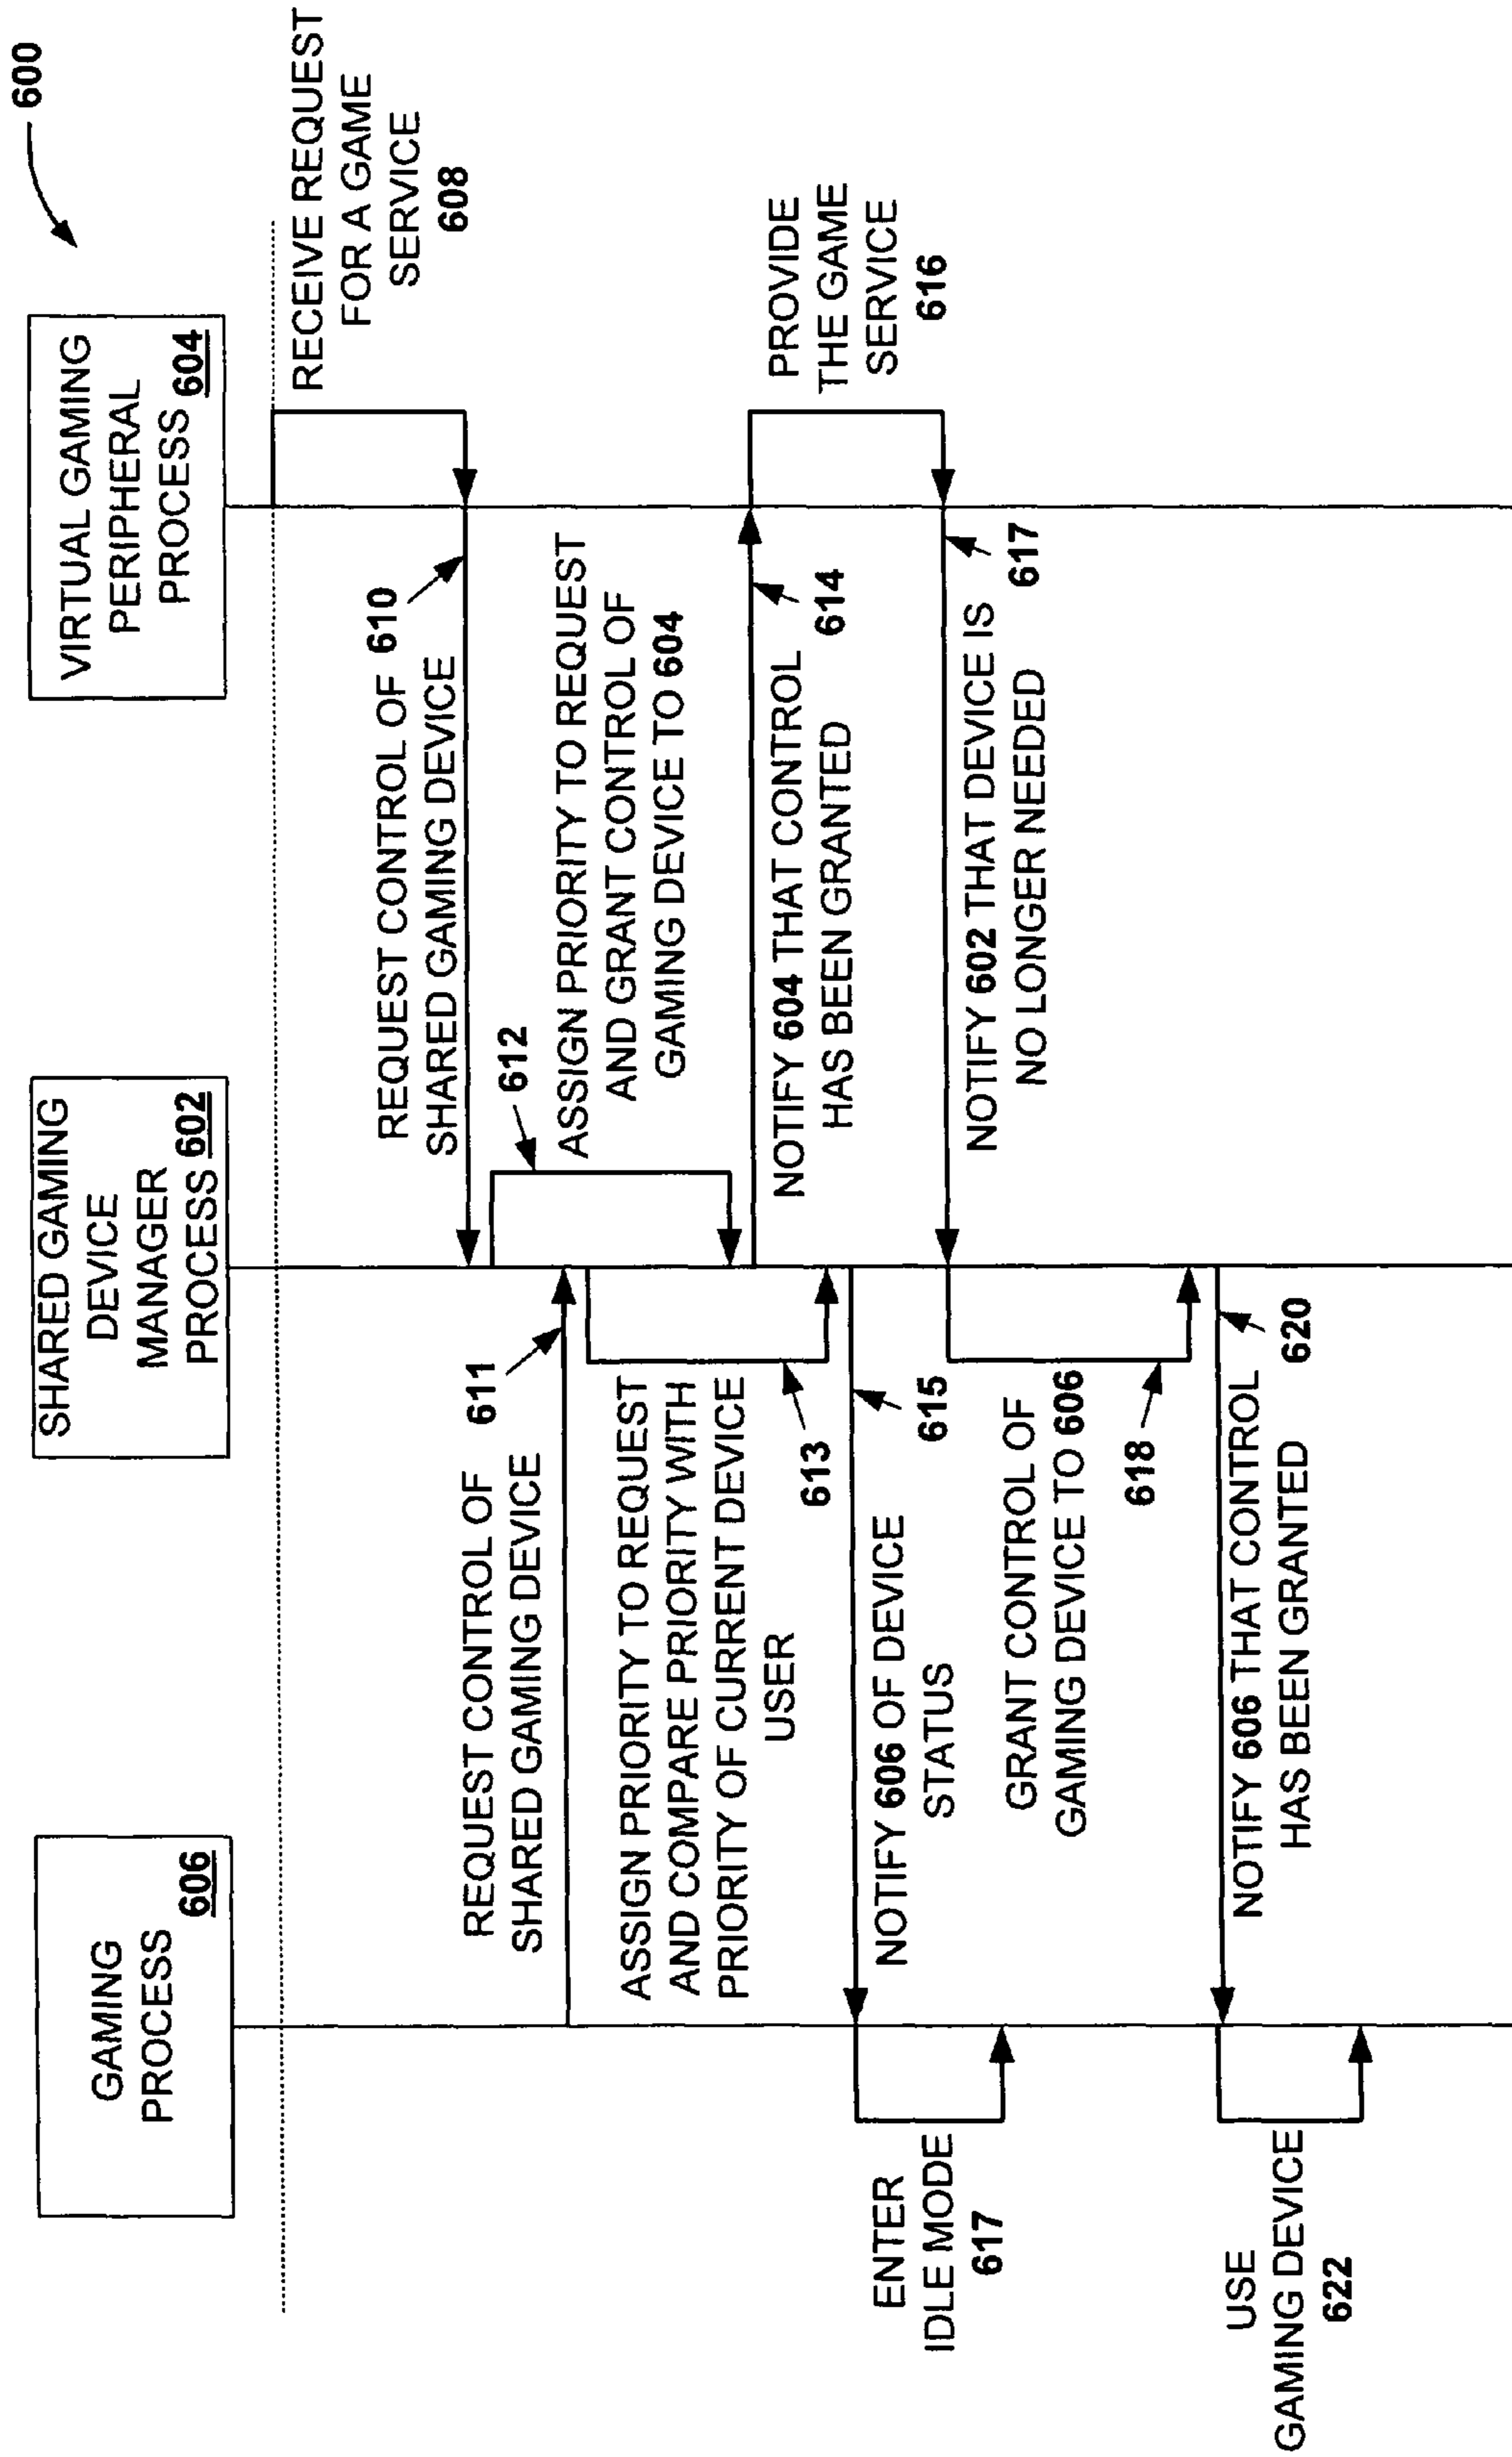 600
GAMING
PROCESS
606
SHARED GAMING
DEVICE
MANAGER
PROCESS 602
VIRTUAL GAMING
PERIPHERAL
PROCESS 604
RECEIVE REQUEST
FOR A GAME
SERVICE
608
REQUEST CONTROL OF 610
SHARED GAMING DEVICE
REQUEST CONTROL OF 611
SHARED GAMING DEVICE
612
ASSIGN PRIORITY TO REQUEST
AND GRANT CONTROL OF
GAMING DEVICE TO 604
ASSIGN PRIORITY TO REQUEST
AND COMPARE PRIORITY WITH
PRIORITY OF CURRENT DEVICE
USER
613
NOTIFY 604 THAT CONTROL 614
HAS BEEN GRANTED
PROVIDE
THE GAME
SERVICE
616
NOTIFY 606 OF DEVICE 615
STATUS
ENTER
IDLE MODE
617
NOTIFY 602 THAT DEVICE IS 617
NO LONGER NEEDED
GRANT CONTROL OF
GAMING DEVICE TO 606
618
NOTIFY 606 THAT CONTROL 620
HAS BEEN GRANTED
USE
GAMING DEVICE
622